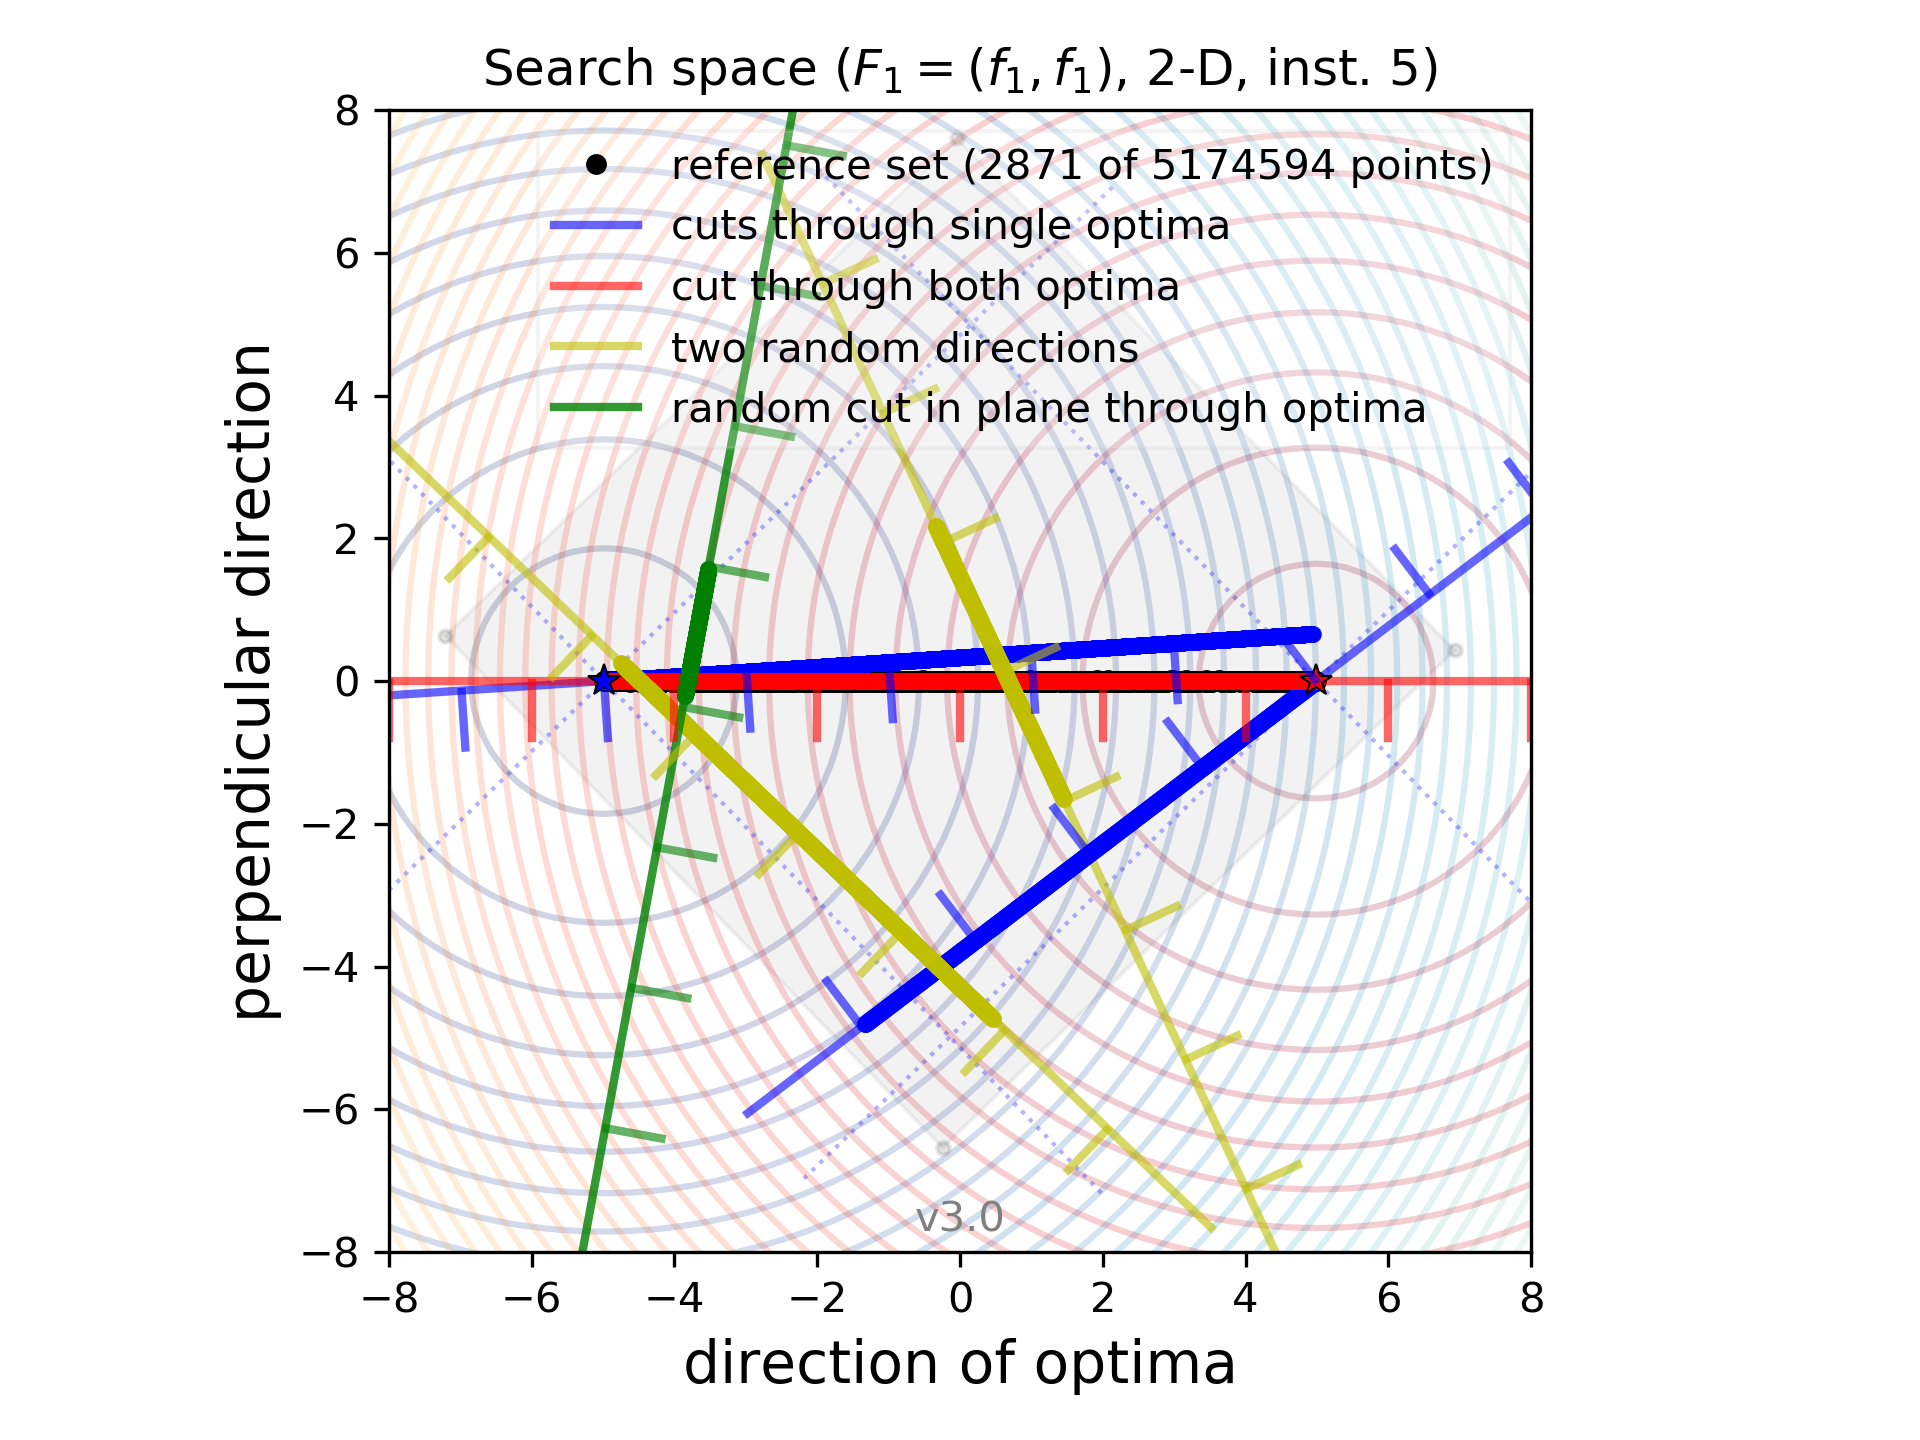 Search space (F1 = (f1, f1), 2-D, inst. 5)
8
6
4
2
0
−2
−4
−6
−8
perpendicular direction
reference set (2871 of 5174594 points)
cuts through single optima
cut through both optima
two random directions
random cut in plane through optima
v3.0
−8 −6 −4 −2 0 2 4 6 8
direction of optima